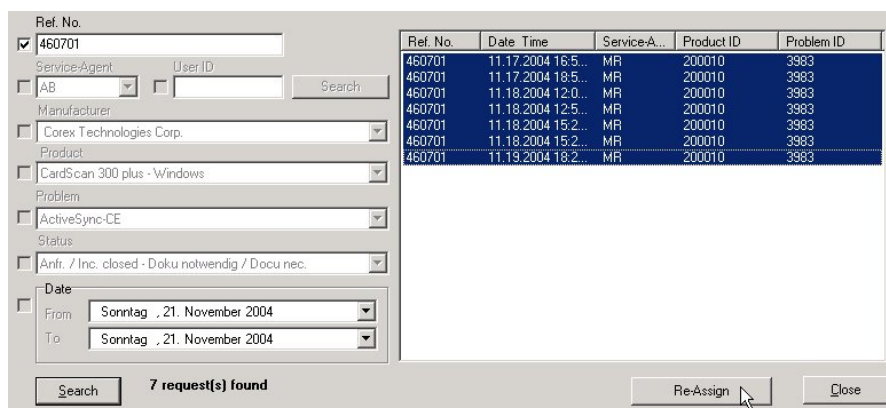 Ref. No.
460701
Service-Agent User ID
AB Search
Manufacturer
Corex Technologies Corp.
Product
CardScan 300 plus - Windows
Problem
ActiveSync-CE
Status
Anfr. / Inc. closed - Doku notwendig / Docu nec.
Date
From Sonntag , 21. November 2004
To Sonntag , 21. November 2004
Search 7 request(s) found
Ref. No. Date Time Service-A... Product ID Problem ID
460701 11.17.2004 16:5... MR 200010 3983
460701 11.17.2004 18:5... MR 200010 3983
460701 11.18.2004 12:0... MR 200010 3983
460701 11.18.2004 12:5... MR 200010 3983
460701 11.18.2004 15:2... MR 200010 3983
460701 11.18.2004 15:2... MR 200010 3983
460701 11.19.2004 18:2... MR 200010 3983
Re-Assign Close